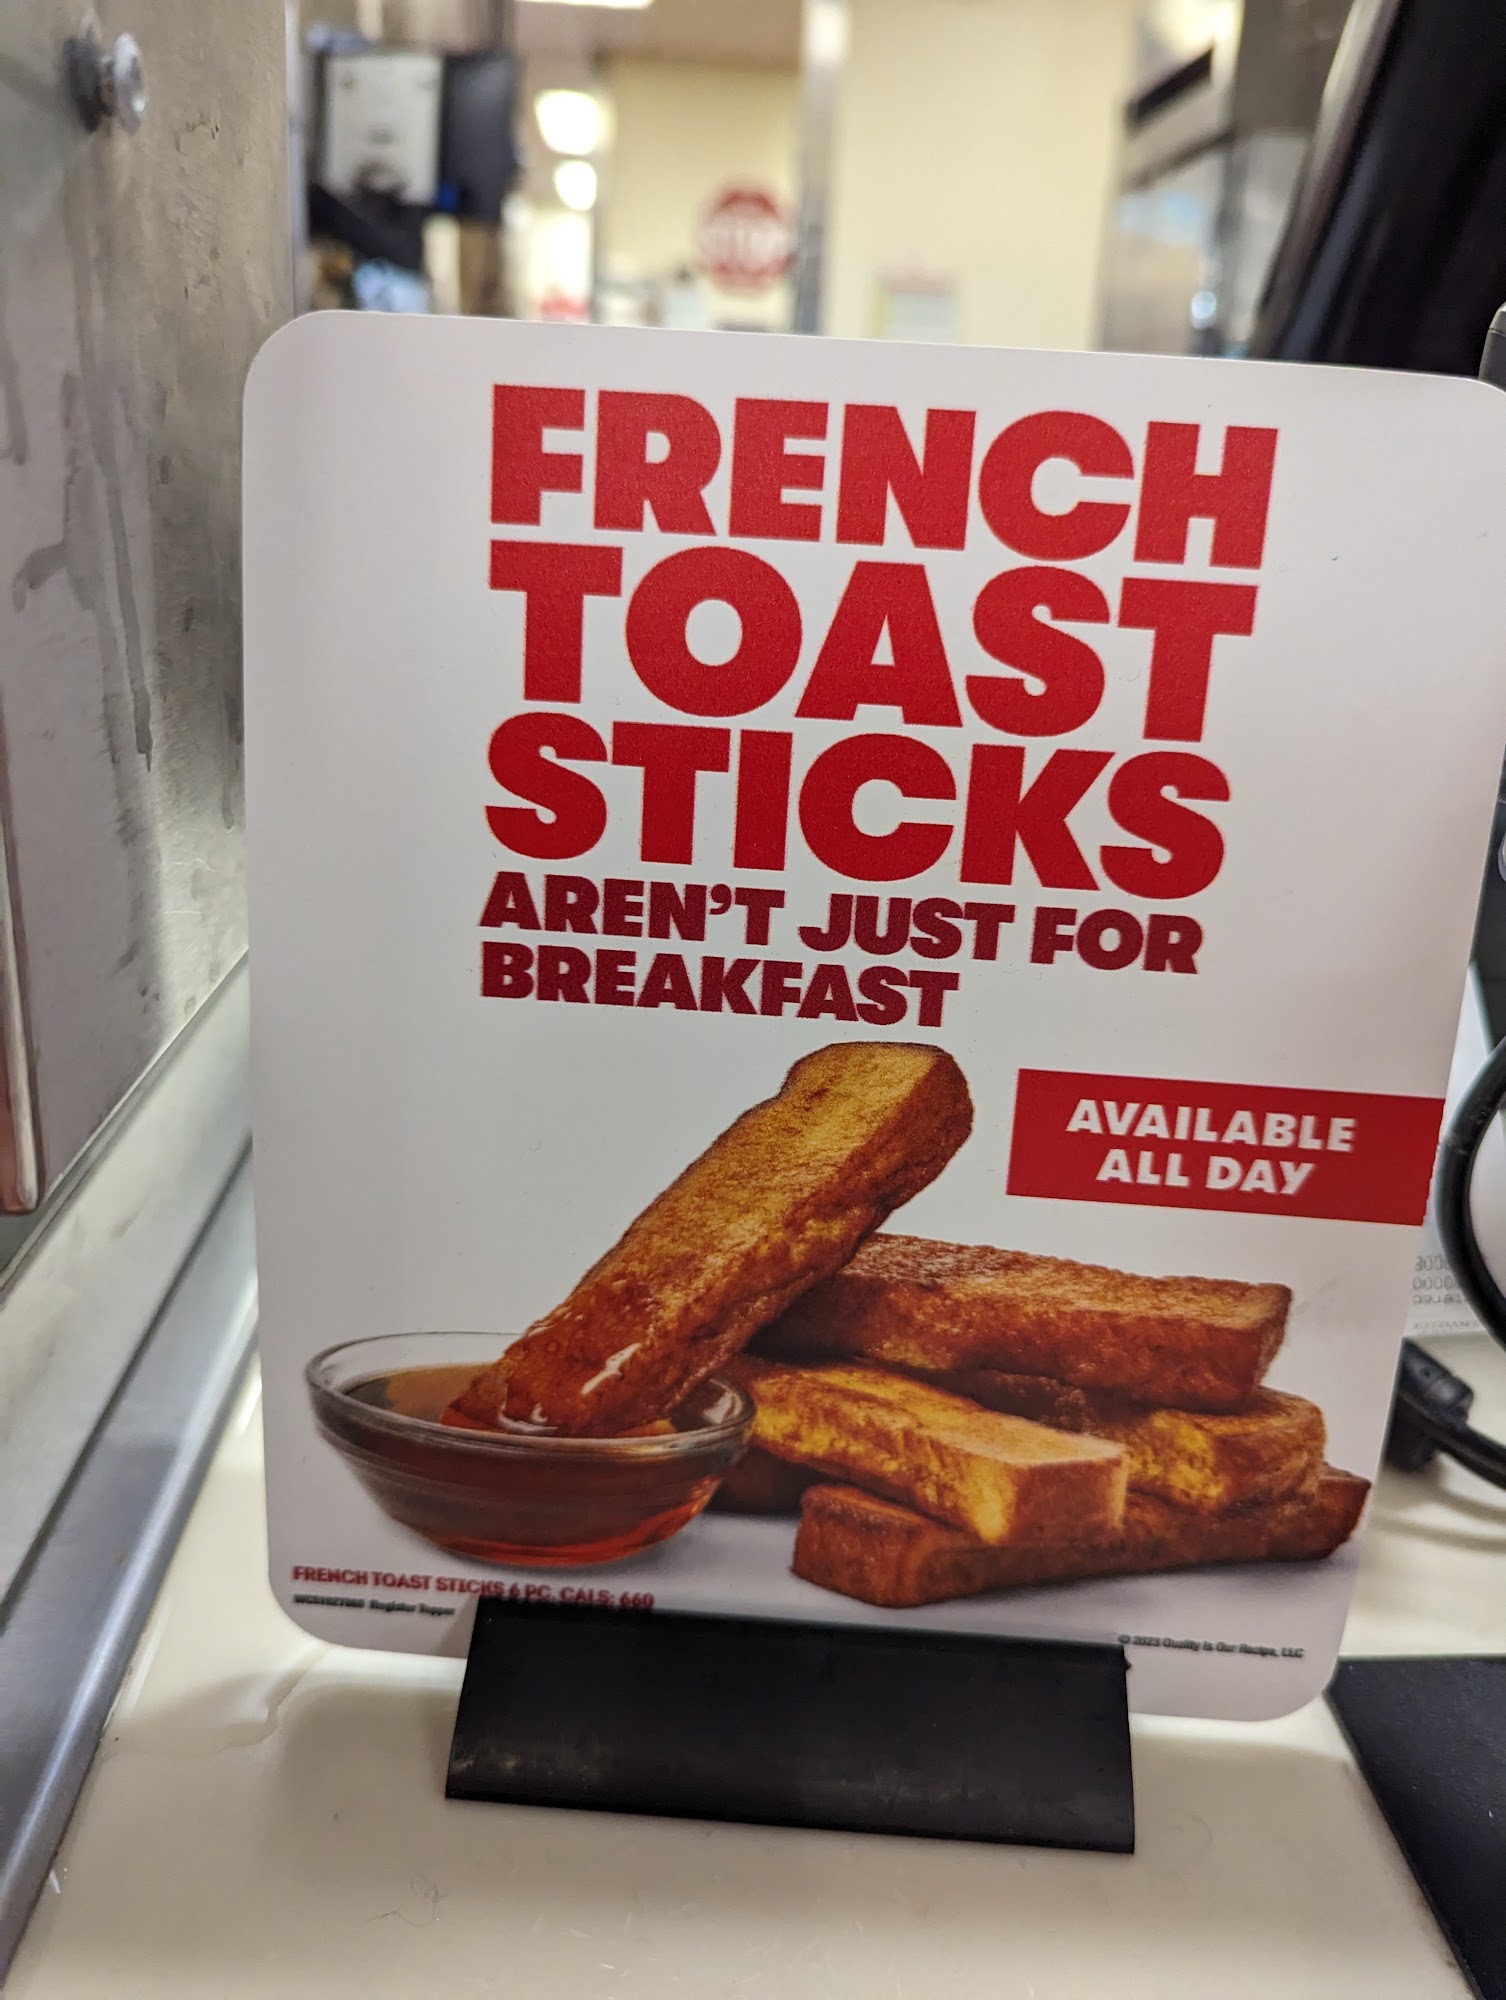 STOP
FRENCH
TOAST
STICKS
AREN'T JUST FOR
BREAKFAST
AVAILABLE
ALL DAY
FRENCH TOAST STICKS 6 PC. CALS: 660
Register Topper
© 2023 Quality Is Our Recipe, LLC